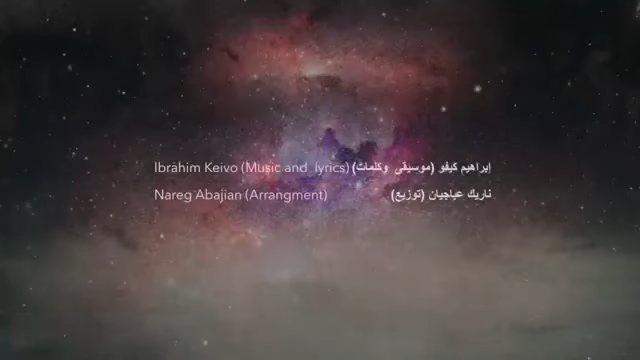 Ibrahim Keivo (Music and lyrics) إبراهيم كيفو (موسيقى وكلمات)
Nareg Abajian (Arrangment) ناريك عباجيان (توزيع)